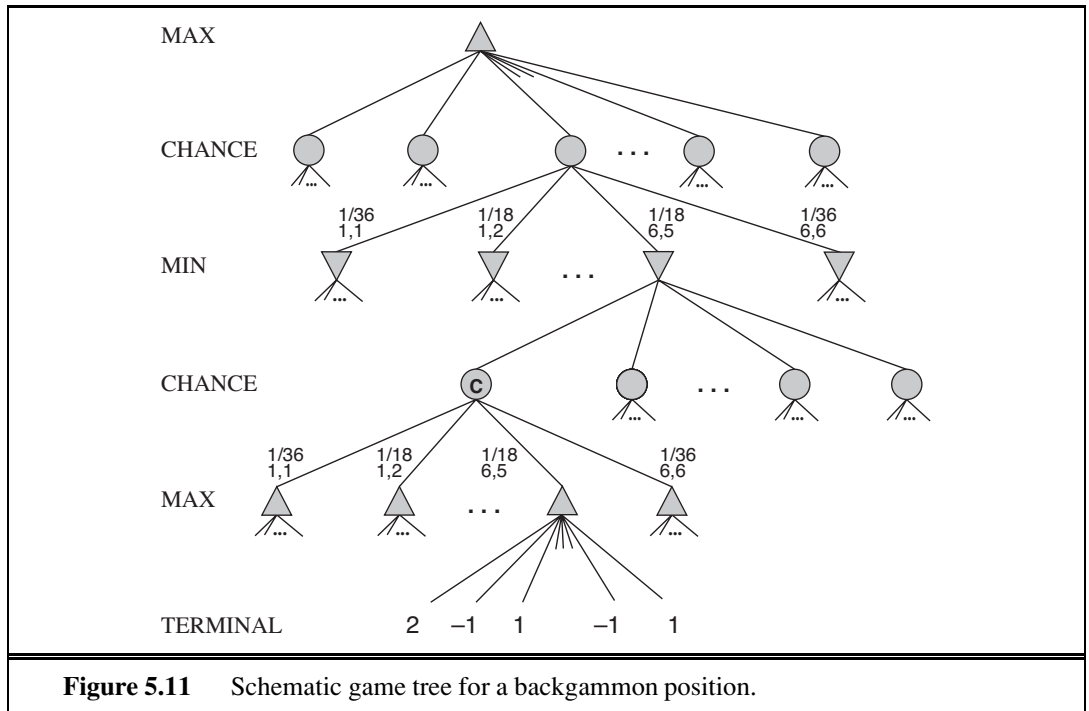 MAX
CHANCE
. . .
1/36 1/18 1/18 1/36
1,1 1,2 6,5 6,6
MIN
. . .
CHANCE
C . . .
1/36 1/18 1/18 1/36
1,1 1,2 6,5 6,6
MAX
. . .
TERMINAL 2 –1 1 –1 1
Figure 5.11 Schematic game tree for a backgammon position.